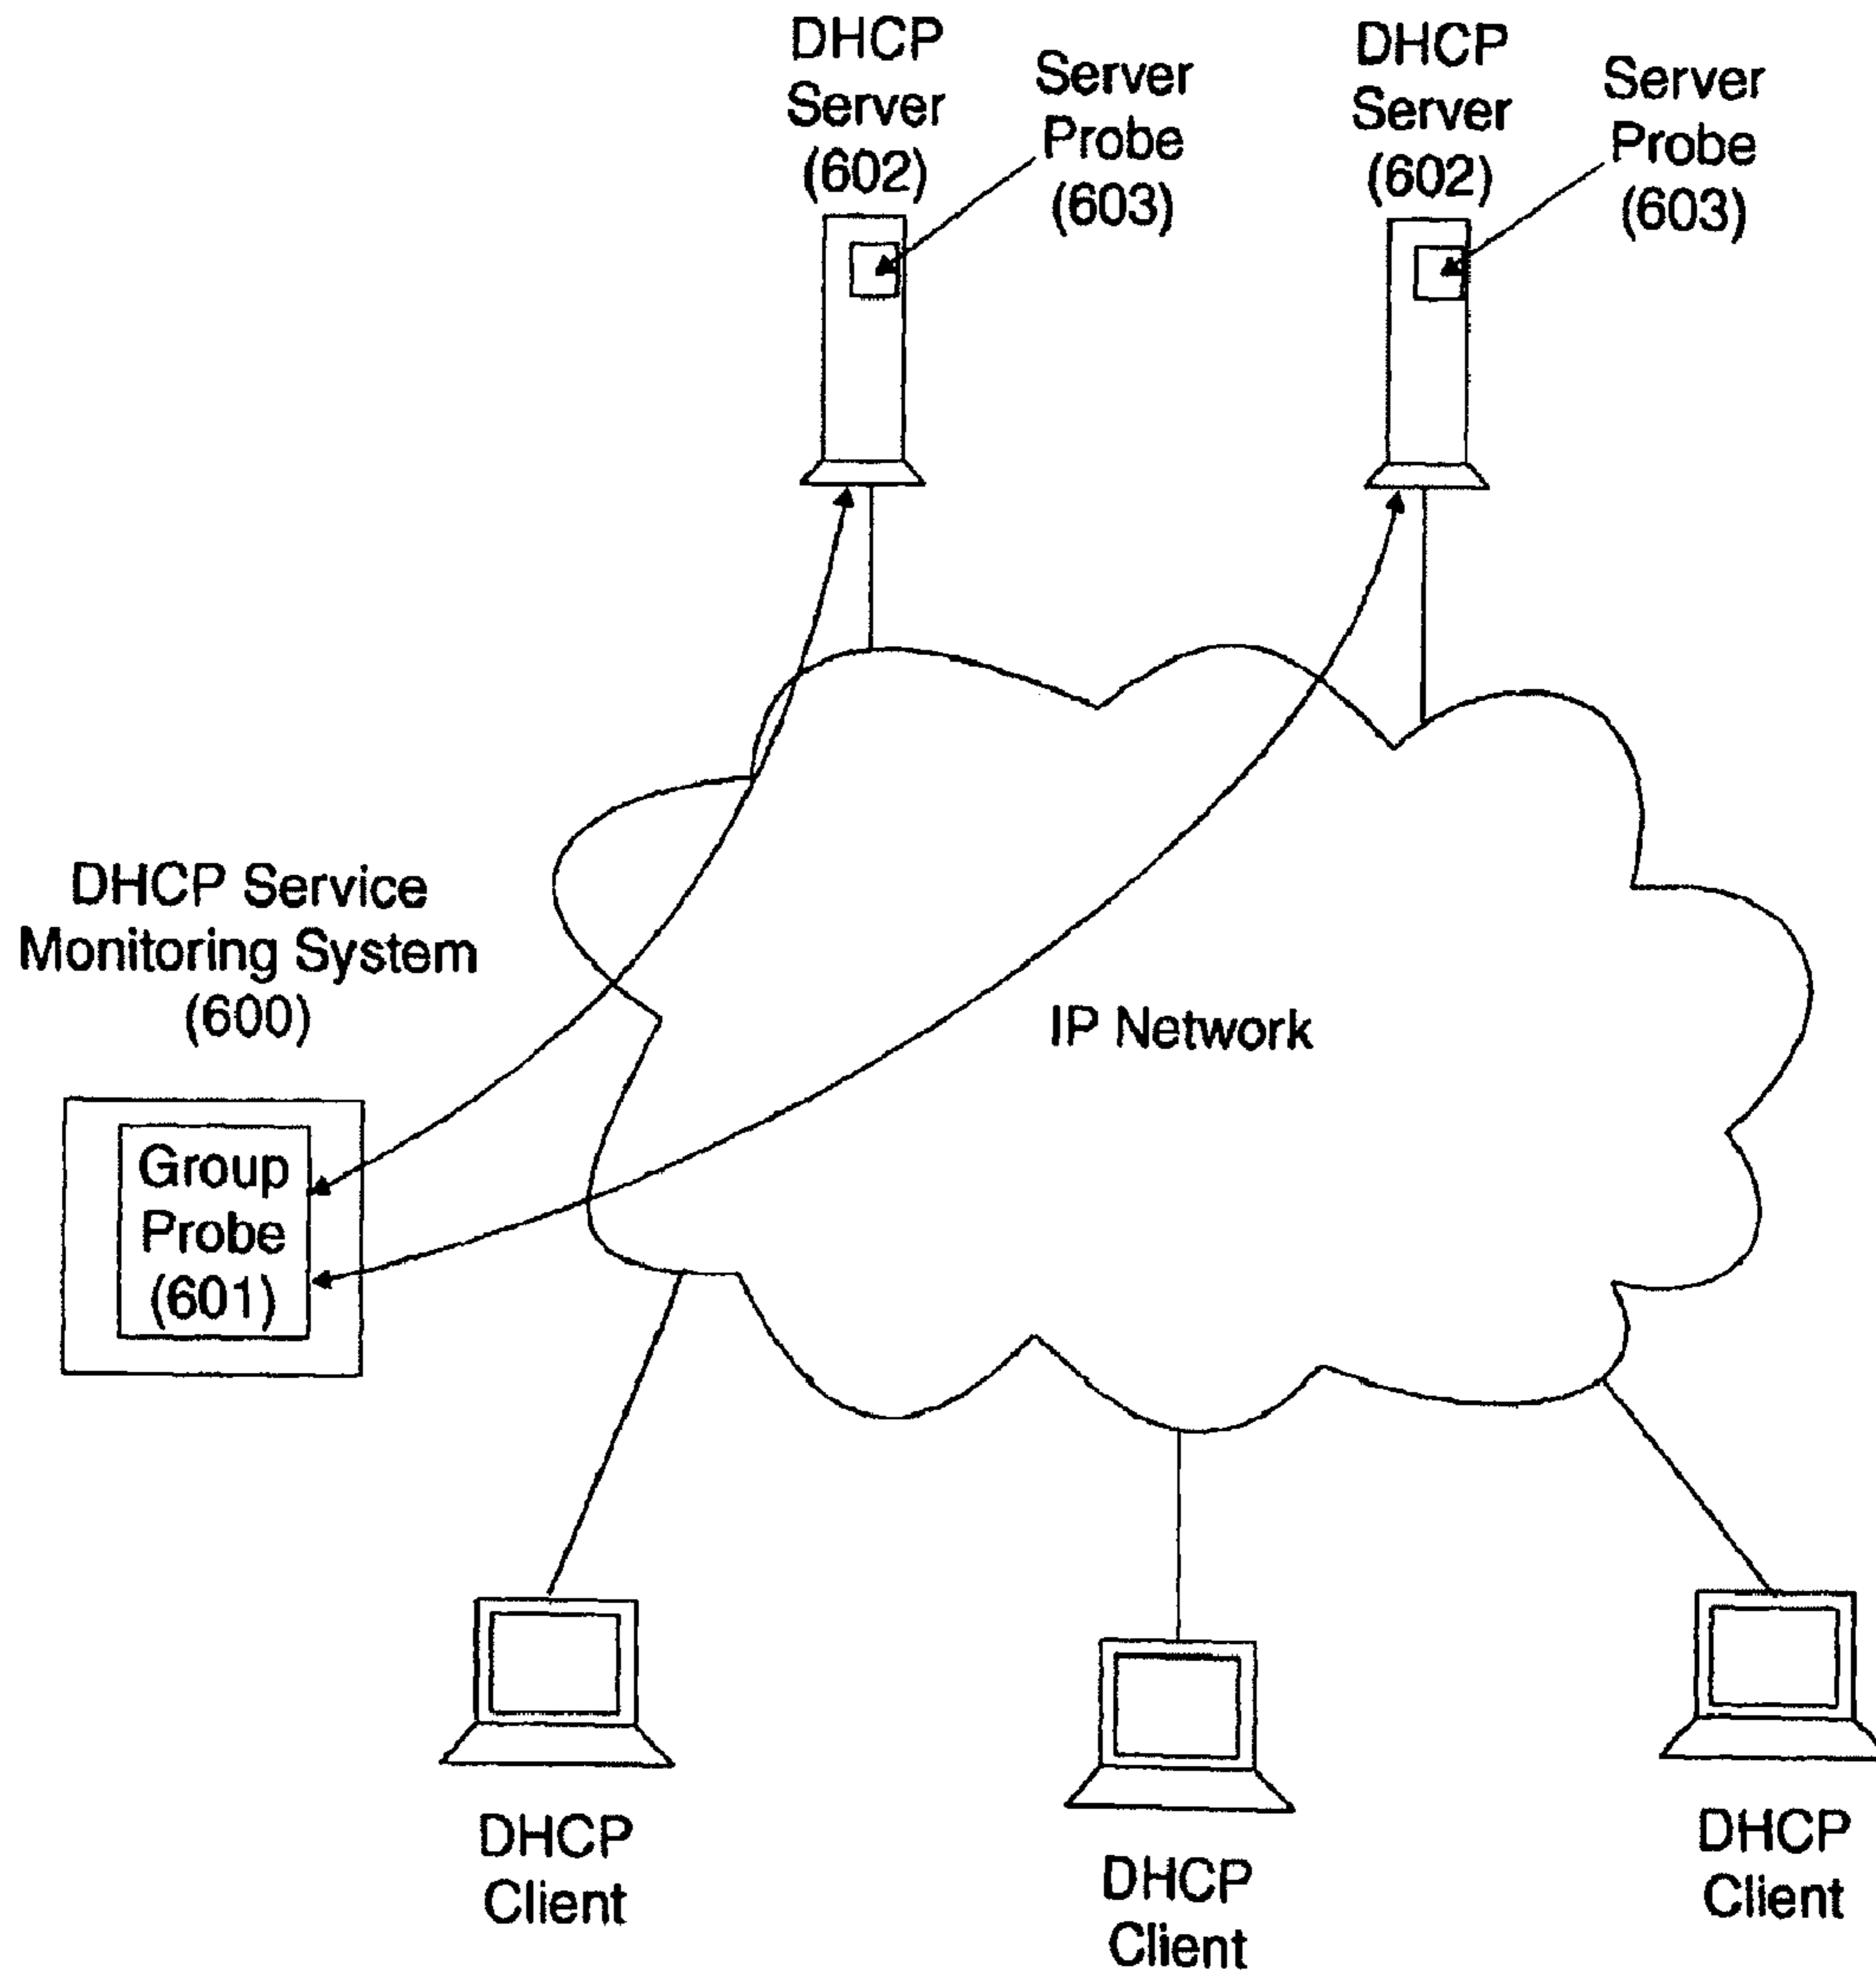 DHCP
Server
(602)
Server
Probe
(603)
DHCP
Server
(602)
Server
Probe
(603)
DHCP Service
Monitoring System
(600)
Group
Probe
(601)
IP Network
DHCP
Client
DHCP
Client
DHCP
Client